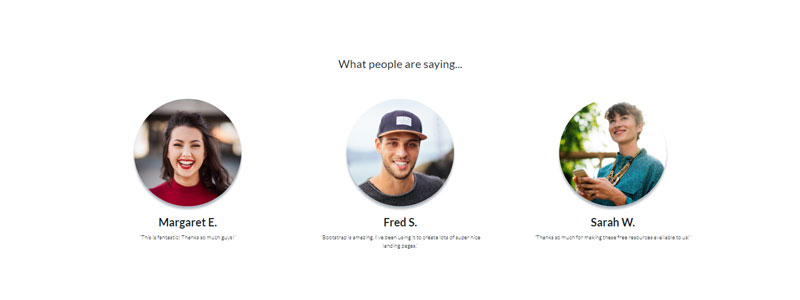 What people are saying...
Margaret E.
"This is fantastic! Thanks so much guys!"
Fred S.
"Bootstrap is amazing. I've been using it to create lots of super nice
landing pages."
Sarah W.
"Thanks so much for making these free resources available to us!"